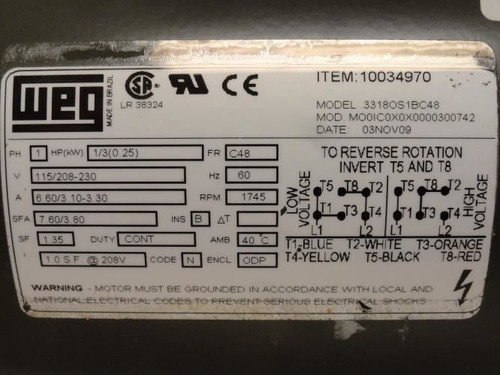 WEG
MADE IN BRAZIL
SA
LR 38324
RU
CE
ITEM:10034970
MODEL 3318OS1BC48
MOD M00IC0X0X0000300742
DATE 03NOV09
PH 1 HP(kW) 1/3(0.25) FR C48
V 115/208-230 Hz 60
A 6.60/3.10-3.30 RPM 1745
SFA 7.60/3.80 INS B ΔT
SF 1.35 DUTY CONT AMB 40°C
1.0 S.F. @ 208V CODE N ENCL ODP
TO REVERSE ROTATION
INVERT T5 AND T8
LOW VOLTAGE
T5 T8 T2
T1 T3 T4
L1 L2
T5 T8 T2
T1 T3 T4
L1 L2
HIGH VOLTAGE
T1-BLUE T2-WHITE T3-ORANGE
T4-YELLOW T5-BLACK T8-RED
WARNING - MOTOR MUST BE GROUNDED IN ACCORDANCE WITH LOCAL AND
NATIONAL ELECTRICAL CODES TO PREVENT SERIOUS ELECTRICAL SHOCKS.